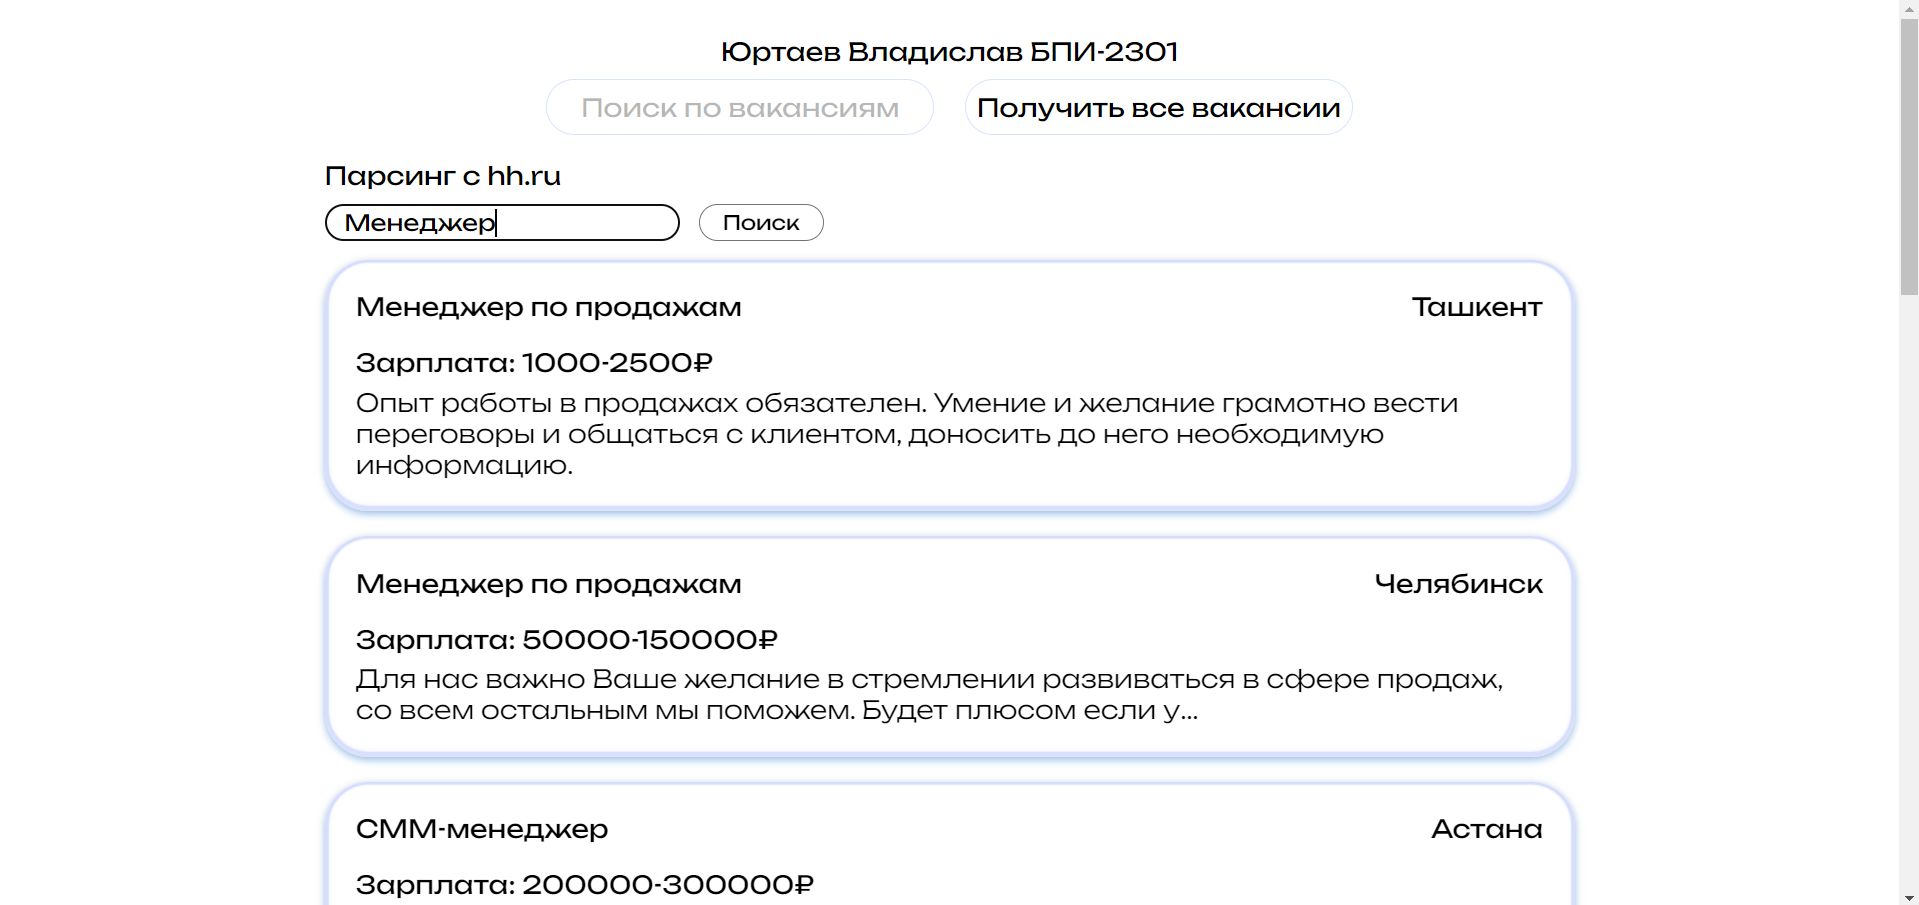 Юртаев Владислав БПИ-2301
Поиск по вакансиям
Получить все вакансии
Парсинг с hh.ru
Менеджер
Поиск
Менеджер по продажам
Ташкент
Зарплата: 1000-2500₽
Опыт работы в продажах обязателен. Умение и желание грамотно вести
переговоры и общаться с клиентом, доносить до него необходимую
информацию.
Менеджер по продажам
Челябинск
Зарплата: 50000-150000₽
Для нас важно Ваше желание в стремлении развиваться в сфере продаж,
со всем остальным мы поможем. Будет плюсом если у...
СММ-менеджер
Астана
Зарплата: 200000-300000₽